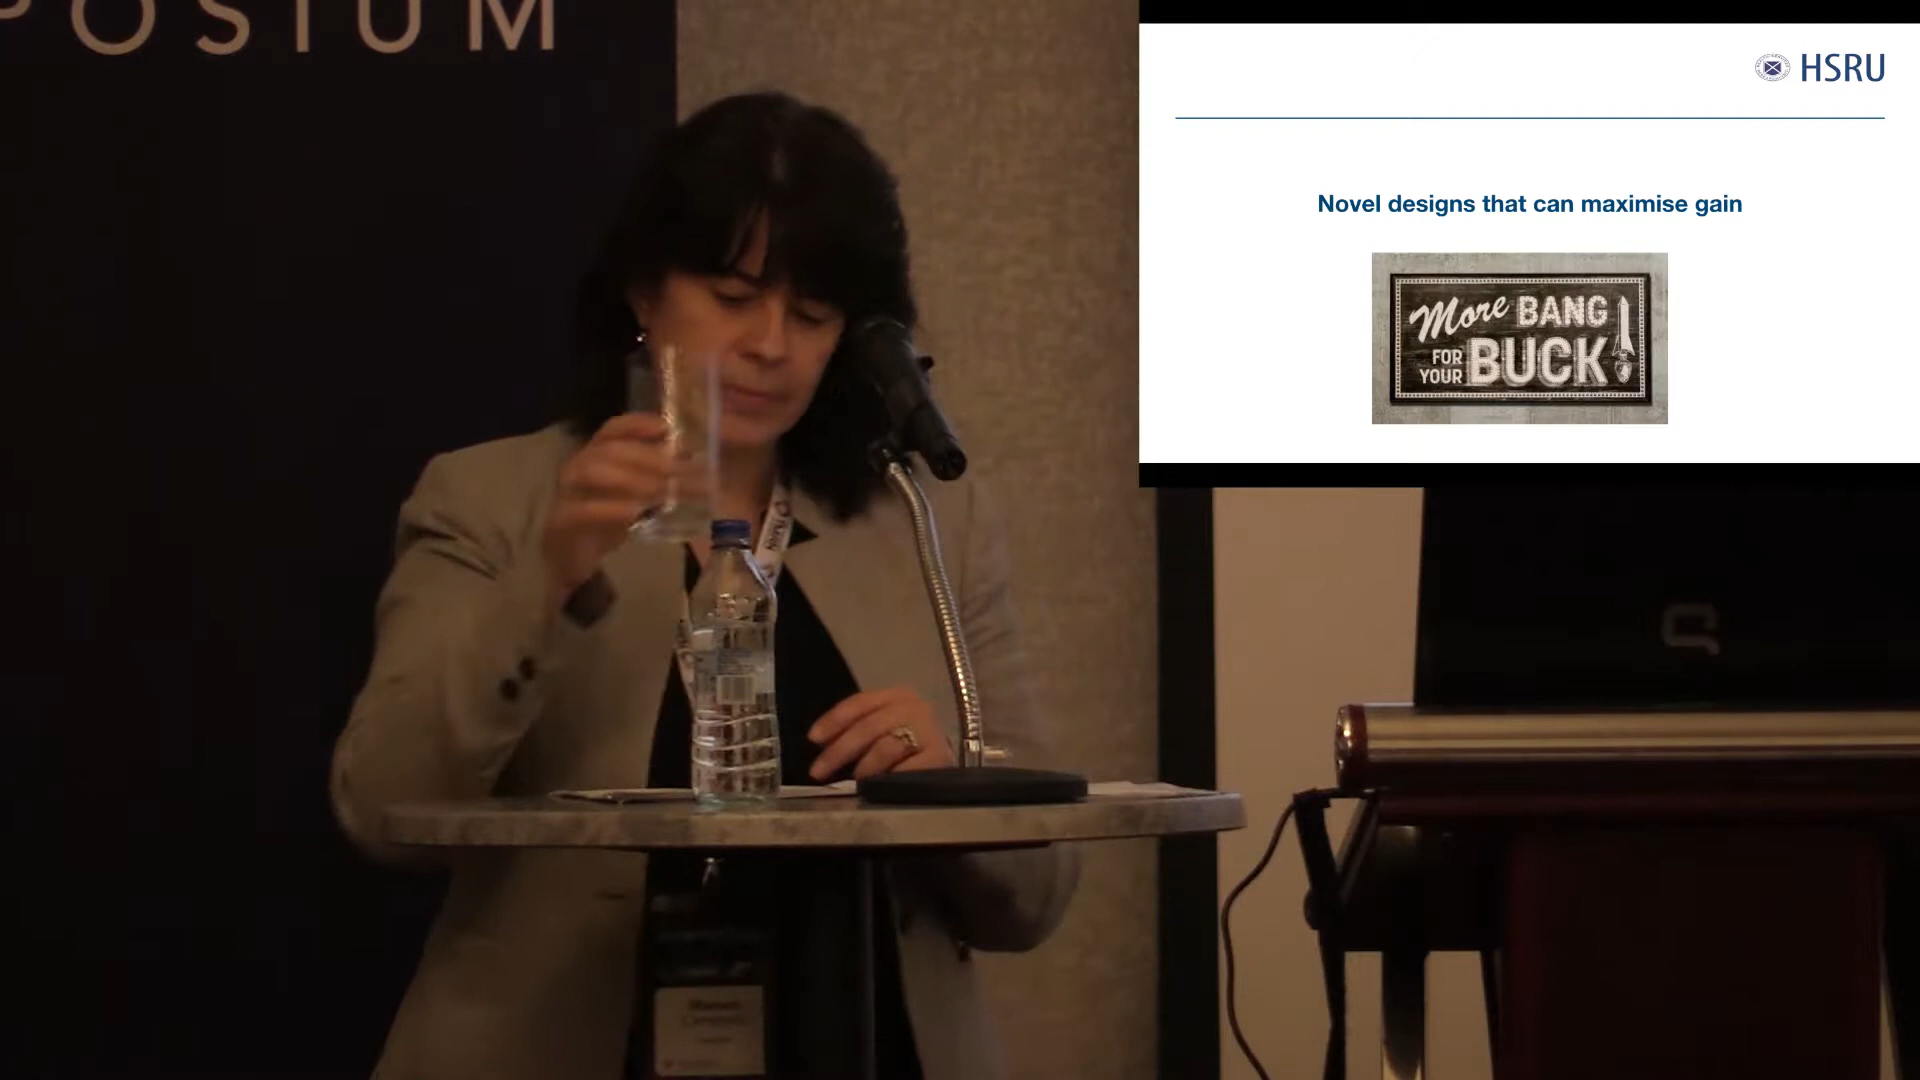 POSIUM
HSRU
Novel designs that can maximise gain
More BANG
FOR
YOUR
BUCK